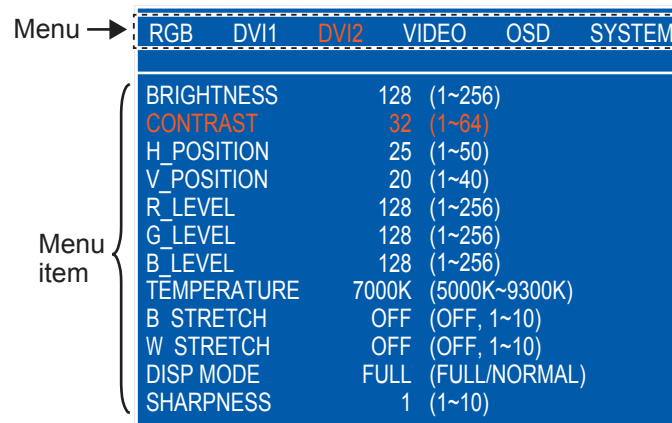 Menu
RGB DVI1 DVI2 VIDEO OSD SYSTEM
BRIGHTNESS 128 (1~256)
CONTRAST 32 (1~64)
H_POSITION 25 (1~50)
V_POSITION 20 (1~40)
R_LEVEL 128 (1~256)
G_LEVEL 128 (1~256)
B_LEVEL 128 (1~256)
TEMPERATURE 7000K (5000K~9300K)
B STRETCH OFF (OFF, 1~10)
W STRETCH OFF (OFF, 1~10)
DISP MODE FULL (FULL/NORMAL)
SHARPNESS 1 (1~10)
Menu
item